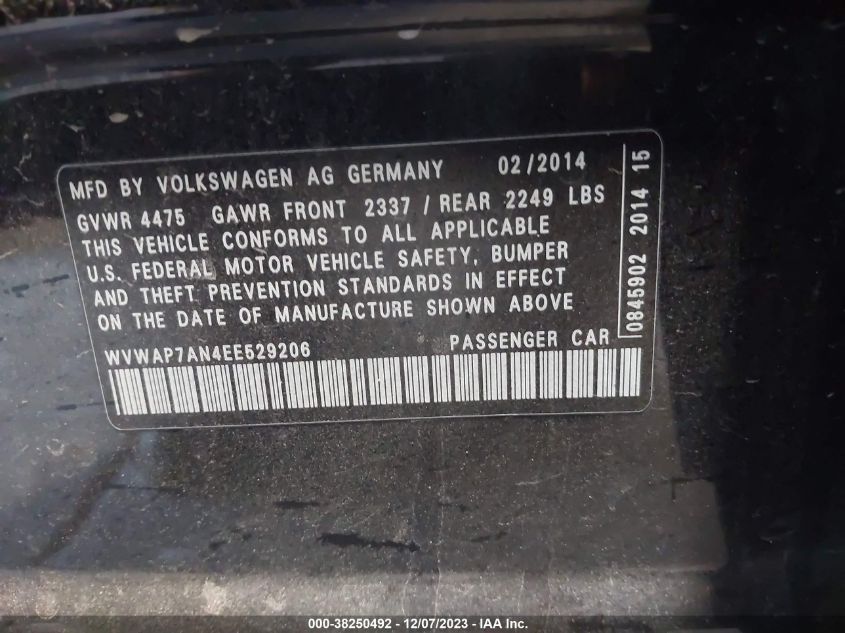 MFD BY VOLKSWAGEN AG GERMANY 02/2014
GVWR 4475 GAWR FRONT 2337 / REAR 2249 LBS
THIS VEHICLE CONFORMS TO ALL APPLICABLE
U.S. FEDERAL MOTOR VEHICLE SAFETY, BUMPER
AND THEFT PREVENTION STANDARDS IN EFFECT
ON THE DATE OF MANUFACTURE SHOWN ABOVE
WVWAP7AN4EE529206 PASSENGER CAR
0845902 2014 15
000-38250492 - 12/07/2023 - IAA Inc.